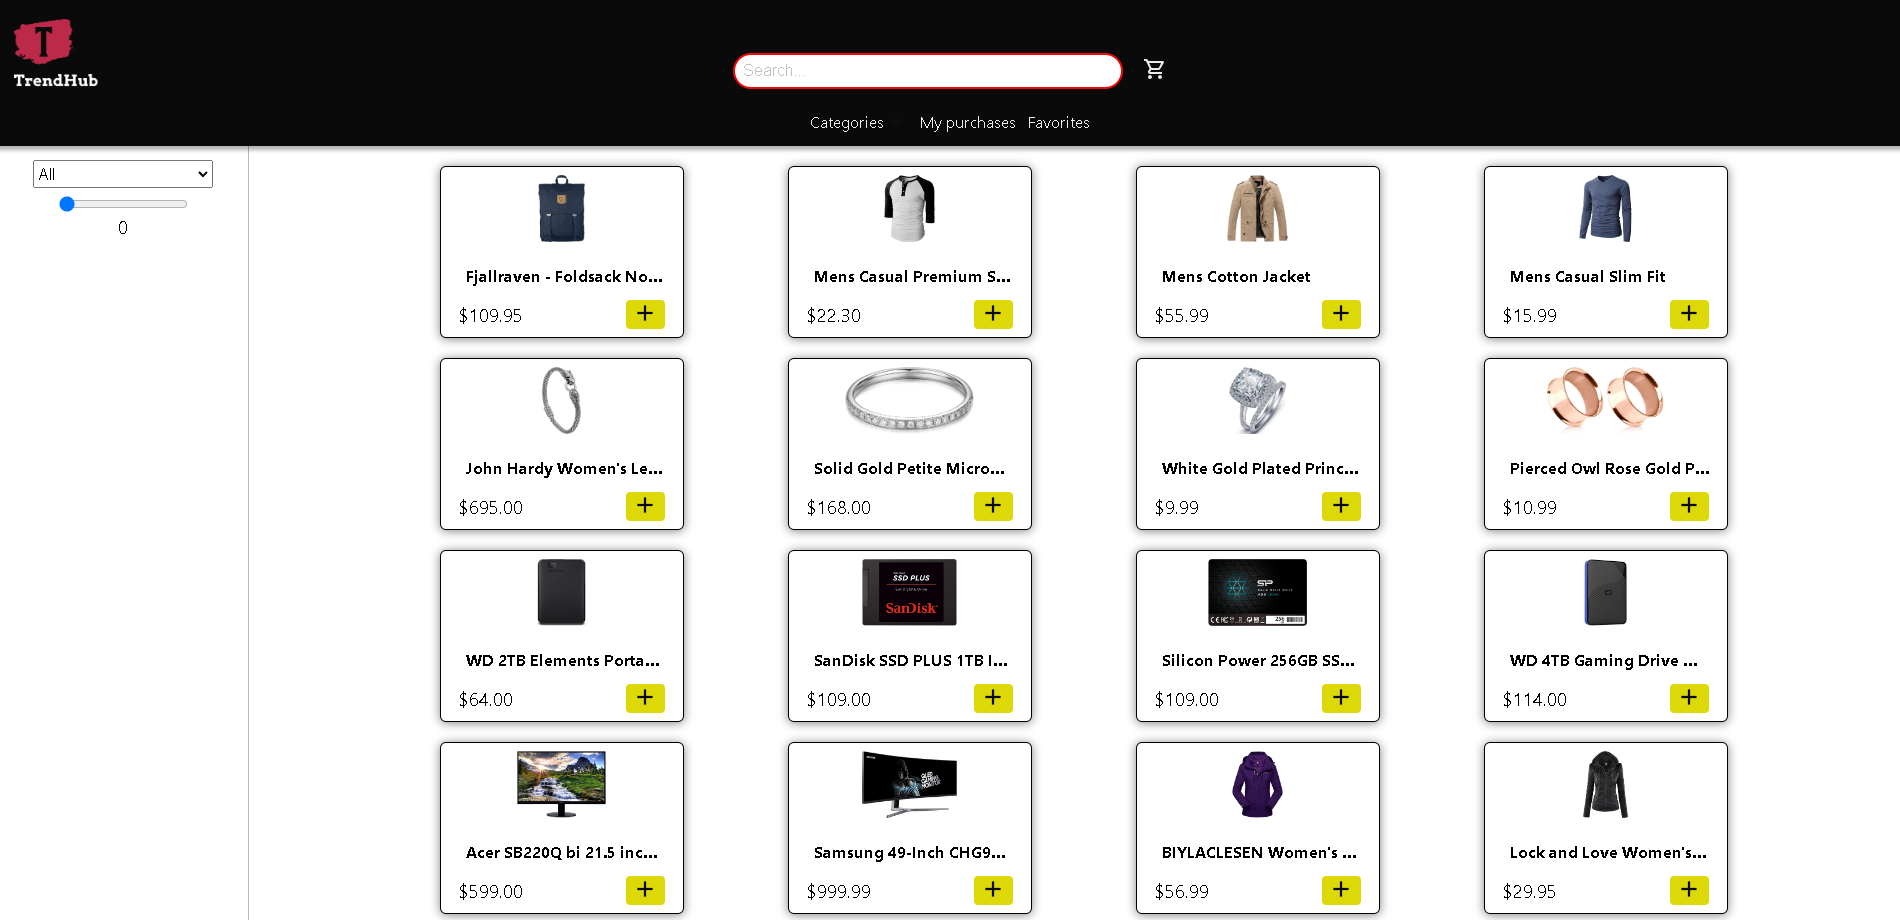 T
TrendHub
Search...
Categories
My purchases
Favorites
All
0
Fjallraven - Foldsack No...
$109.95
Mens Casual Premium S...
$22.30
Mens Cotton Jacket
$55.99
Mens Casual Slim Fit
$15.99
John Hardy Women's Le...
$695.00
Solid Gold Petite Micro...
$168.00
White Gold Plated Princ...
$9.99
Pierced Owl Rose Gold P...
$10.99
SSD PLUS
SanDisk
WD 2TB Elements Porta...
$64.00
SanDisk SSD PLUS 1TB I...
$109.00
SP
256
Silicon Power 256GB SS...
$109.00
WD 4TB Gaming Drive ...
$114.00
Acer SB220Q bi 21.5 inc...
$599.00
QLED
GAMING
MONITOR
Samsung 49-Inch CHG9...
$999.99
BIYLACLESEN Women's ...
$56.99
Lock and Love Women's...
$29.95